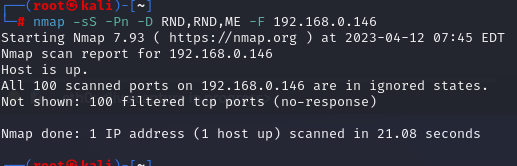 (root㉿kali)-[~]
# nmap -sS -Pn -D RND,RND,ME -F 192.168.0.146
Starting Nmap 7.93 ( https://nmap.org ) at 2023-04-12 07:45 EDT
Nmap scan report for 192.168.0.146
Host is up.
All 100 scanned ports on 192.168.0.146 are in ignored states.
Not shown: 100 filtered tcp ports (no-response)
Nmap done: 1 IP address (1 host up) scanned in 21.08 seconds
(root㉿kali)-[~]